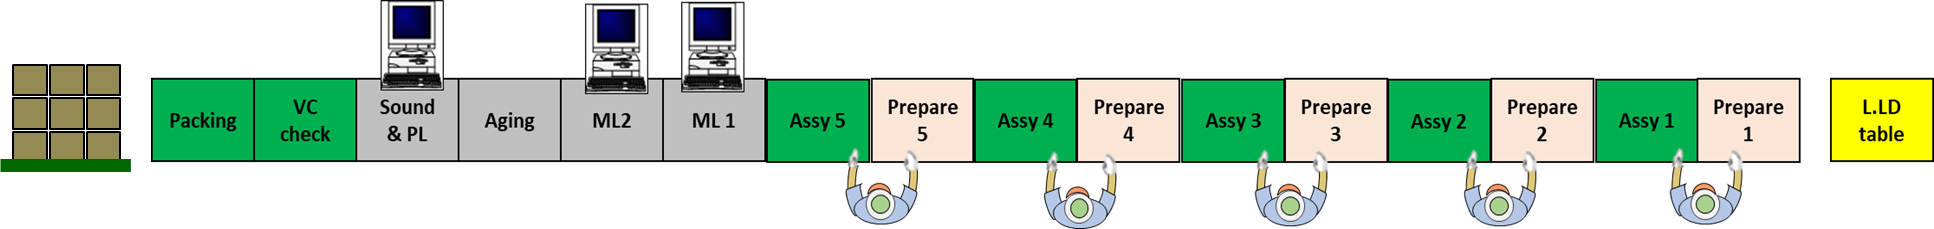 Packing
VC
check
Sound
& PL
Aging
ML2
ML 1
Assy 5
Prepare
5
Assy 4
Prepare
4
Assy 3
Prepare
3
Assy 2
Prepare
2
Assy 1
Prepare
1
L.LD
table